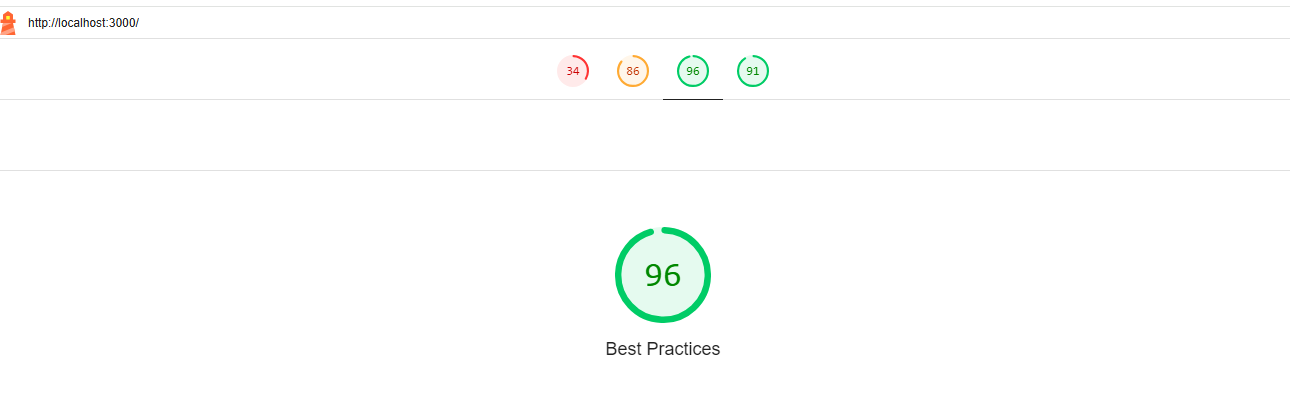 http://localhost:3000/
34 86 96 91
96
Best Practices